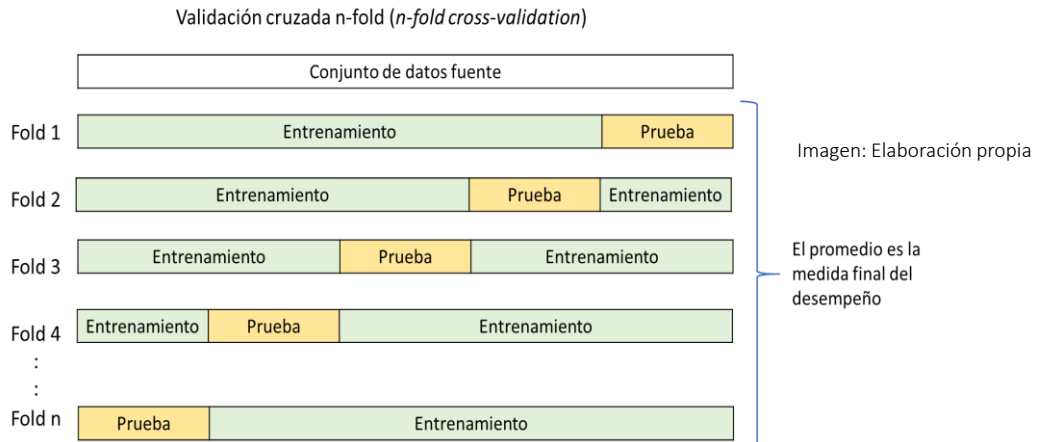 Validación cruzada n-fold (n-fold cross-validation)
Conjunto de datos fuente
Fold 1 Entrenamiento Prueba
Imagen: Elaboración propia
Fold 2 Entrenamiento Prueba Entrenamiento
Fold 3 Entrenamiento Prueba Entrenamiento
El promedio es la
medida final del
desempeño
Fold 4 Entrenamiento Prueba Entrenamiento
:
:
Fold n Prueba Entrenamiento